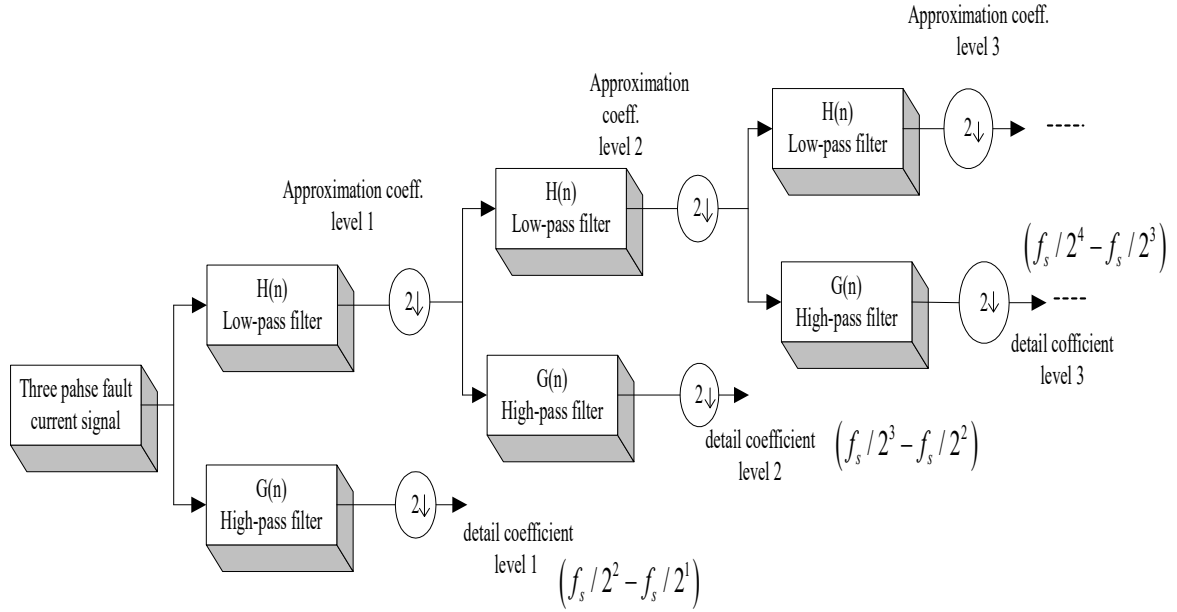 Approximation coeff.
level 3
Approximation
coeff.
level 2
H(n)
Low-pass filter
2↓
-----
Approximation coeff.
level 1
H(n)
Low-pass filter
2↓
(f_s / 2^4 − f_s / 2^3)
H(n)
Low-pass filter
2↓
G(n)
High-pass filter
2↓
----
detail cofficient
level 3
Three pahse fault
current signal
G(n)
High-pass filter
2↓
detail coefficient
level 2
(f_s / 2^3 − f_s / 2^2)
G(n)
High-pass filter
2↓
detail coefficient
level 1
(f_s / 2^2 − f_s / 2^1)